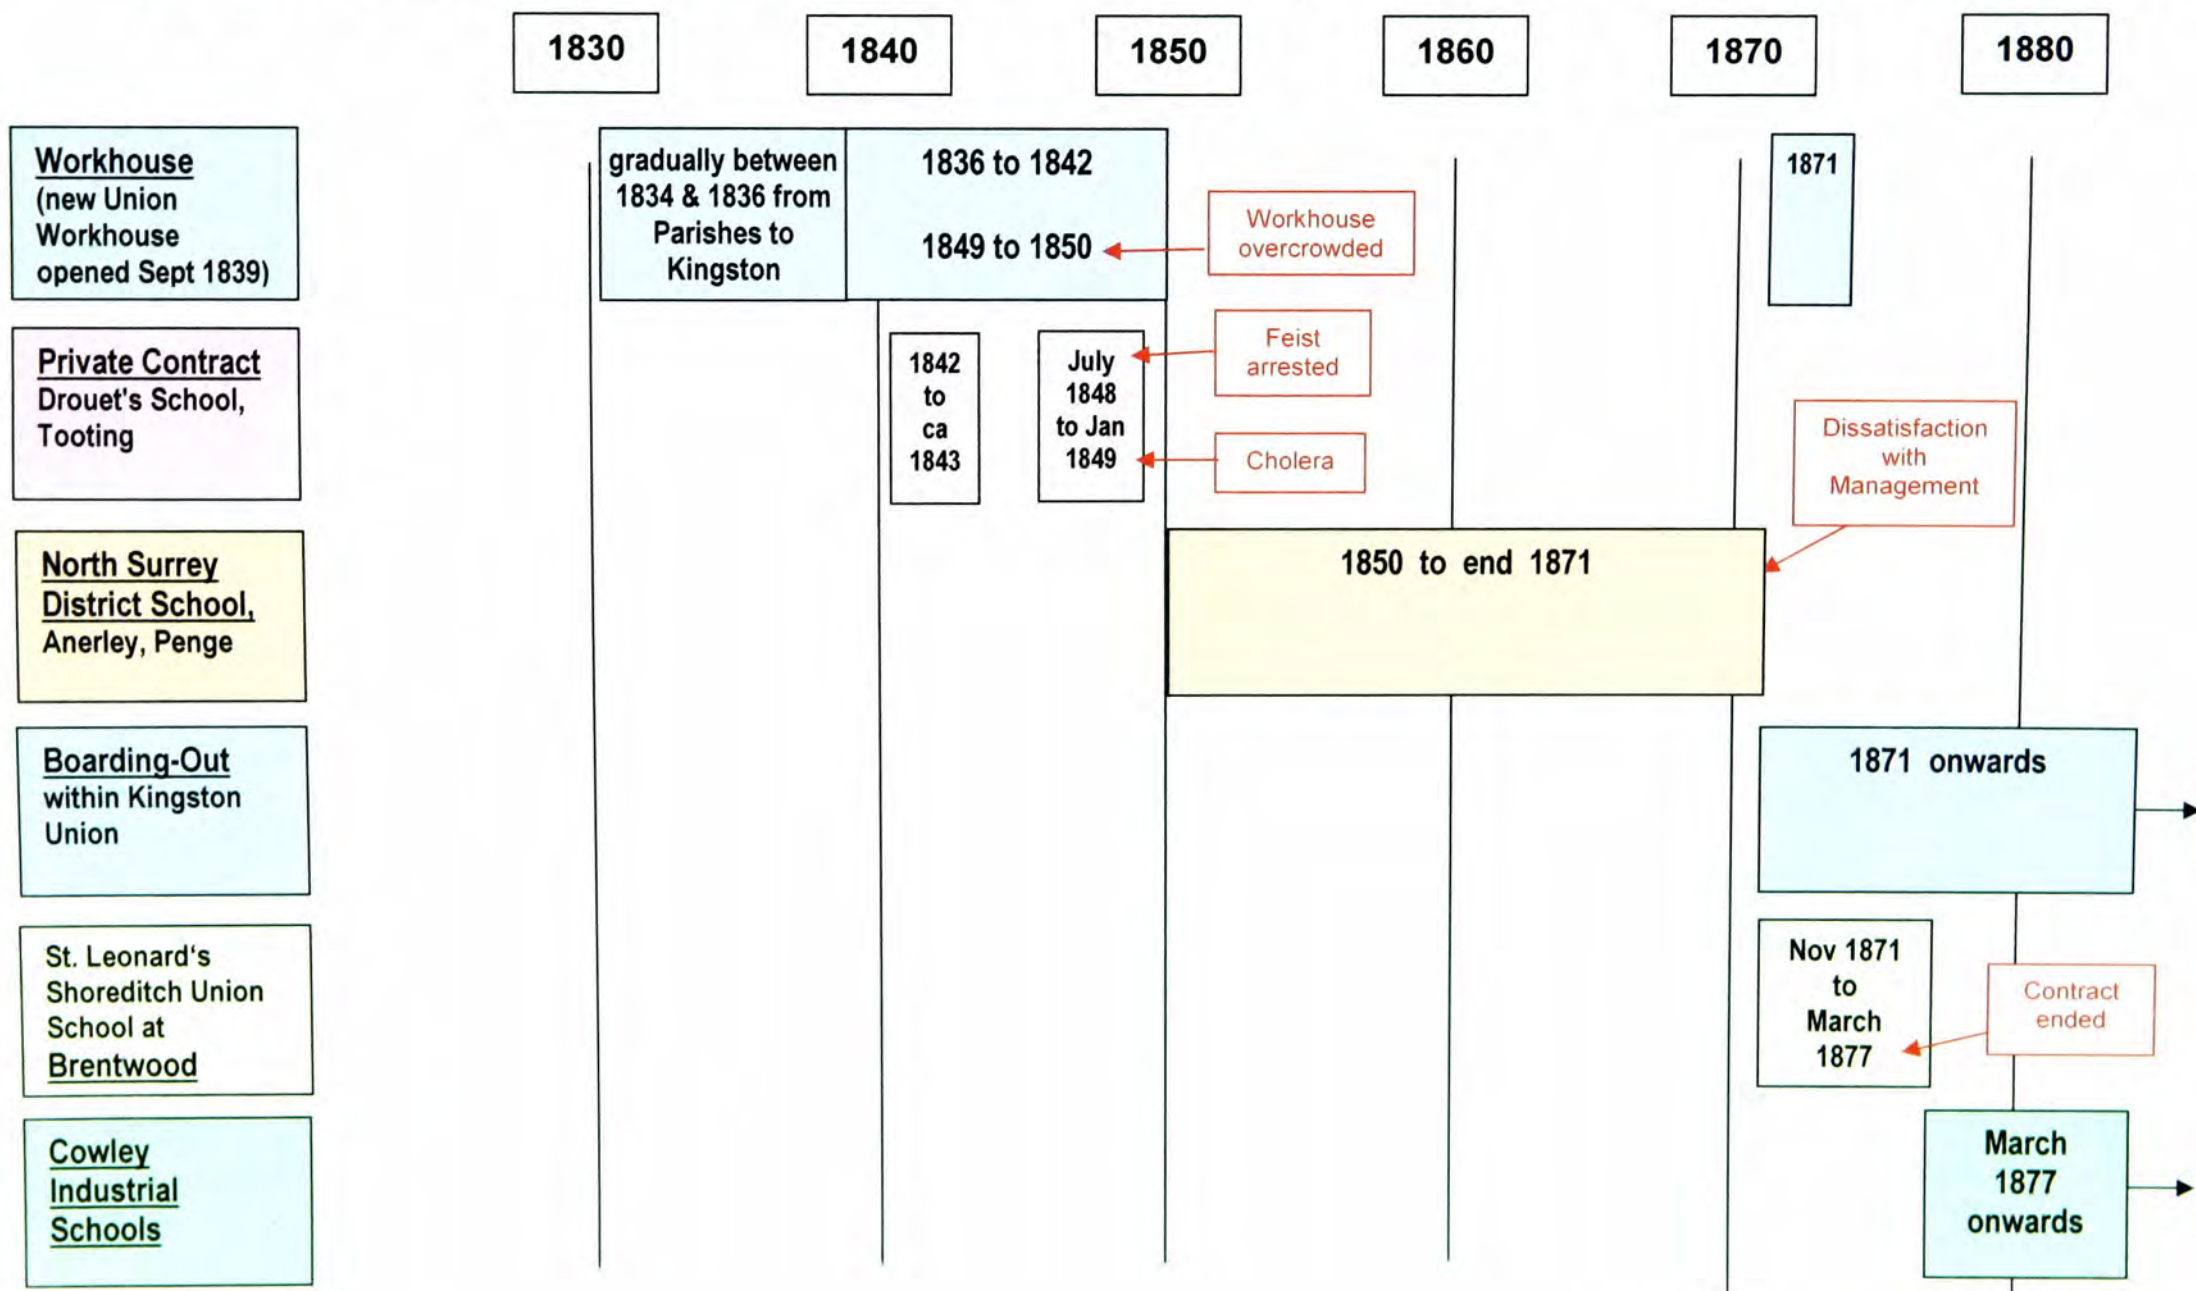 1830
1840
1850
1860
1870
1880
Workhouse
(new Union
Workhouse
opened Sept 1839)
gradually between
1834 & 1836 from
Parishes to
Kingston
1836 to 1842
1849 to 1850
Workhouse
overcrowded
1871
Private Contract
Drouet's School,
Tooting
1842
to
ca
1843
July
1848
to Jan
1849
Feist
arrested
Cholera
Dissatisfaction
with
Management
North Surrey
District School,
Anerley, Penge
1850 to end 1871
Boarding-Out
within Kingston
Union
1871 onwards
St. Leonard‘s
Shoreditch Union
School at
Brentwood
Nov 1871
to
March
1877
Contract
ended
Cowley
Industrial
Schools
March
1877
onwards